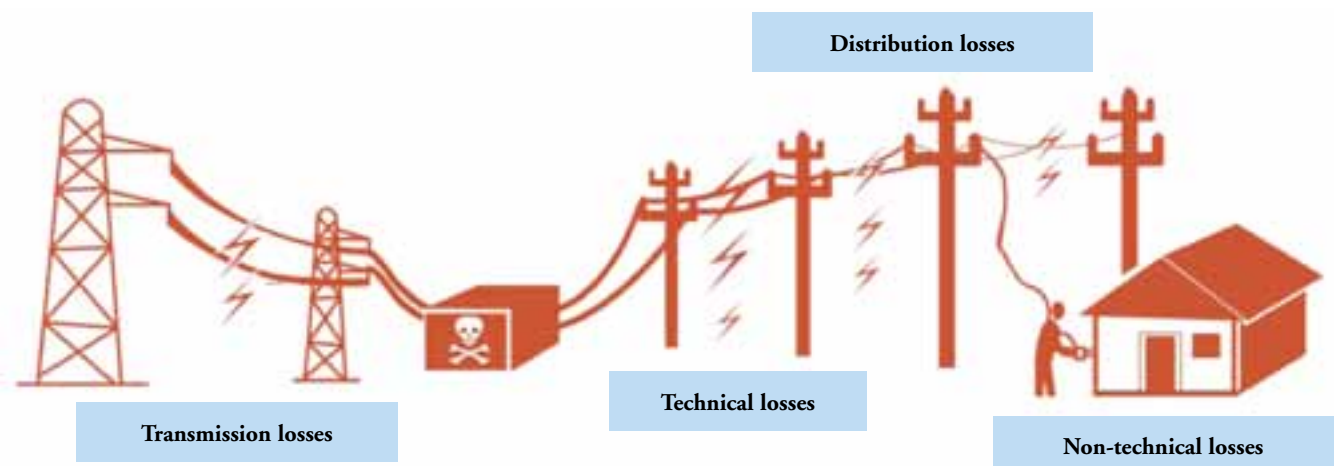 Distribution losses
Transmission losses
Technical losses
Non-technical losses